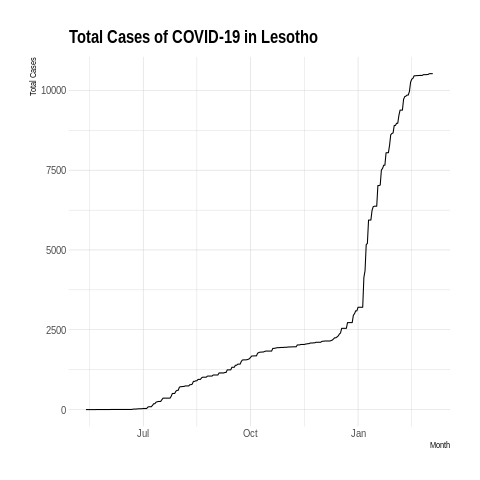 Total Cases of COVID-19 in Lesotho
Total Cases
10000
7500
5000
2500
0
Jul
Oct
Jan
Month